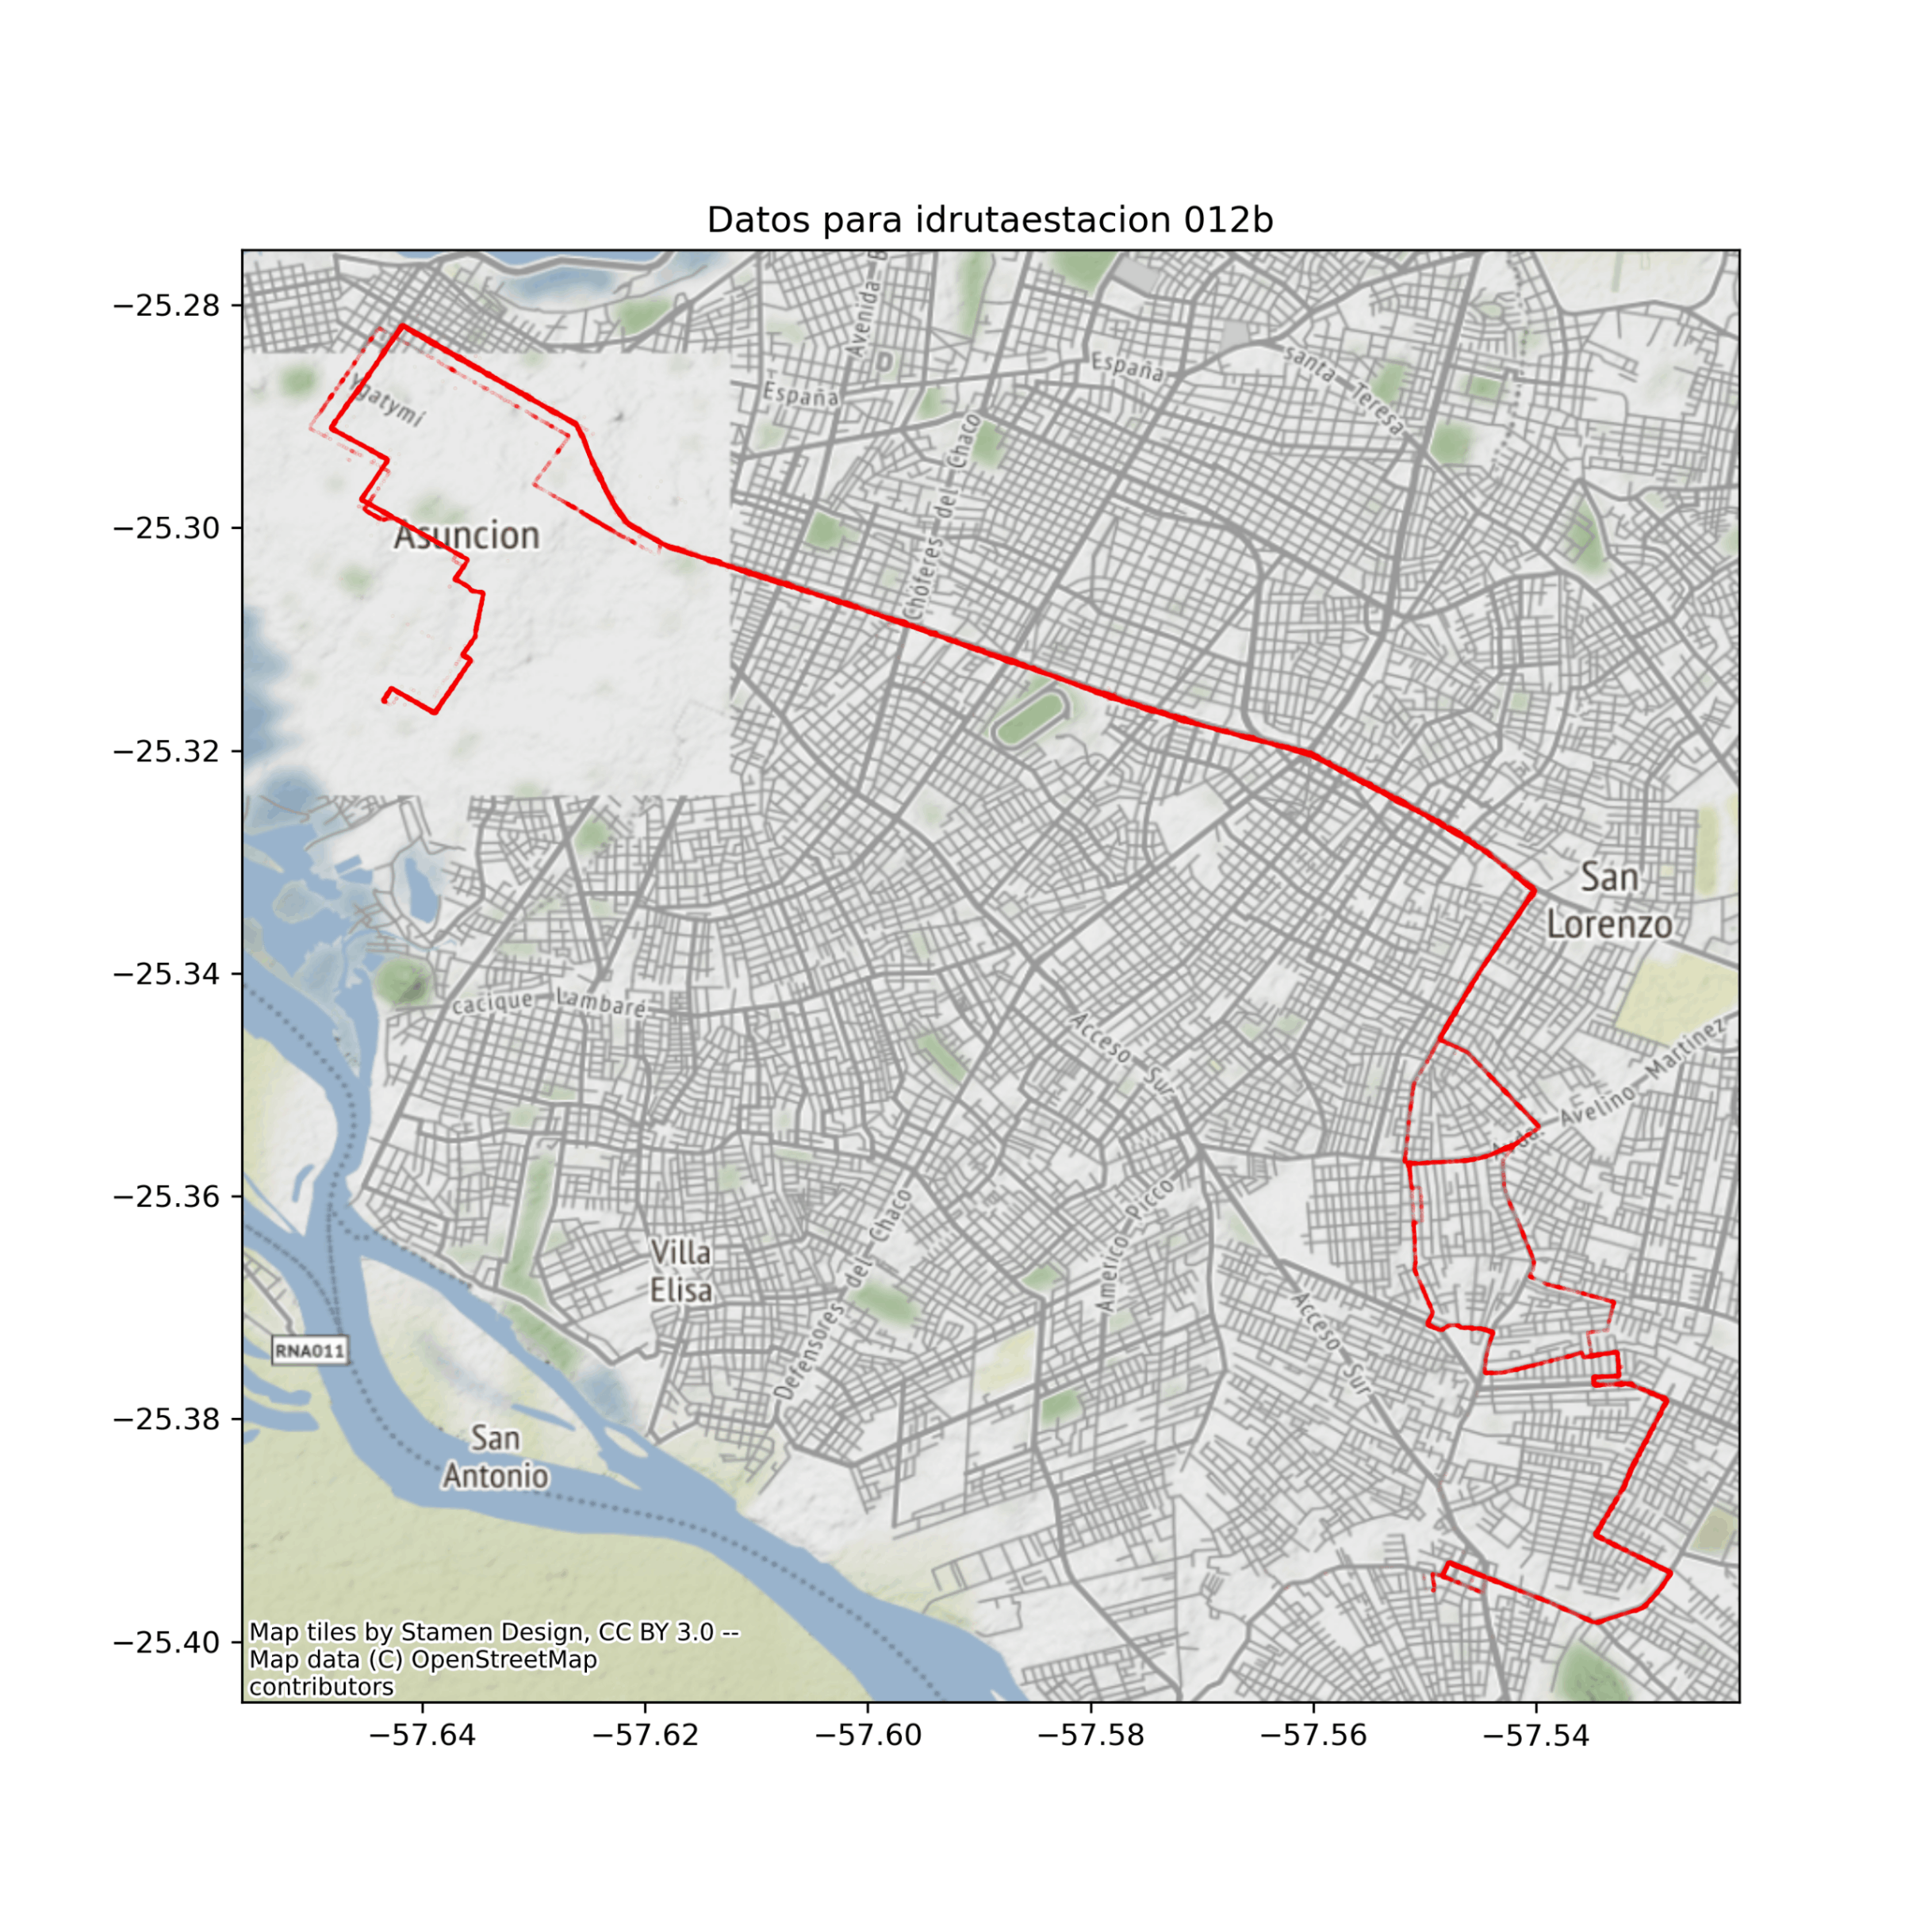 Datos para idrutaestacion 012b
−25.28
−25.30
−25.32
−25.34
−25.36
−25.38
−25.40
−57.64
−57.62
−57.60
−57.58
−57.56
−57.54
Avenida B
España
España
santa Teresa
Ygatymi
Choferes del Chaco
Asuncion
San
Lorenzo
cacique Lambaré
Acceso Sur
Avda. Avelino Martinez
Villa
Elisa
Defensores del Chaco
Americo Picco
Acceso Sur
RNA011
San
Antonio
Map tiles by Stamen Design, CC BY 3.0 --
Map data (C) OpenStreetMap
contributors